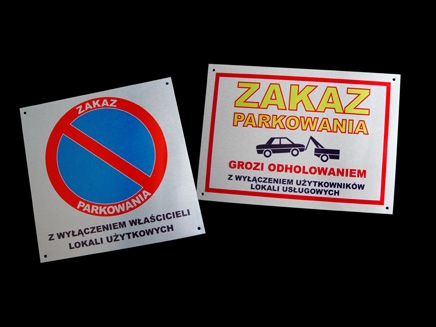 ZAKAZ
PARKOWANIA
Z WYŁĄCZENIEM WŁAŚCICIELI
LOKALI UŻYTKOWYCH
ZAKAZ
PARKOWANIA
GROZI ODHOLOWANIEM
Z WYŁĄCZENIEM UŻYTKOWNIKÓW
LOKALI USŁUGOWYCH